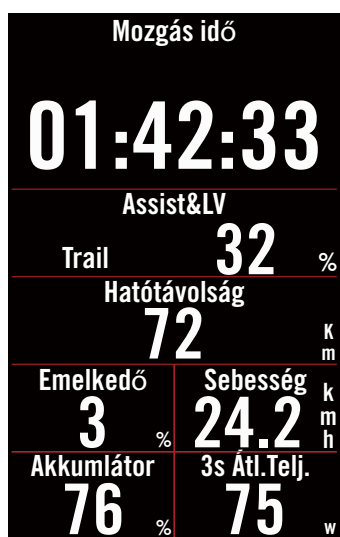 Mozgás idő
01:42:33
Assist&LV
Trail 32 %
Hatótávolság
72 Km
Emelkedő Sebesség
3 % 24.2 kmh
Akkumlátor 3s Átl.Telj.
76 % 75 w